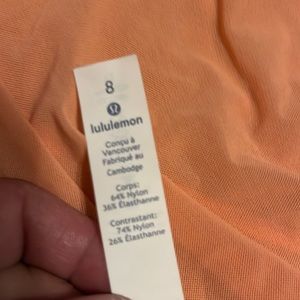 8
lululemon
Conçu à
Vancouver
Fabriqué au
Cambodge
Corps:
64% Nylon
36% Élasthanne
Contrastant:
74% Nylon
26% Élasthanne